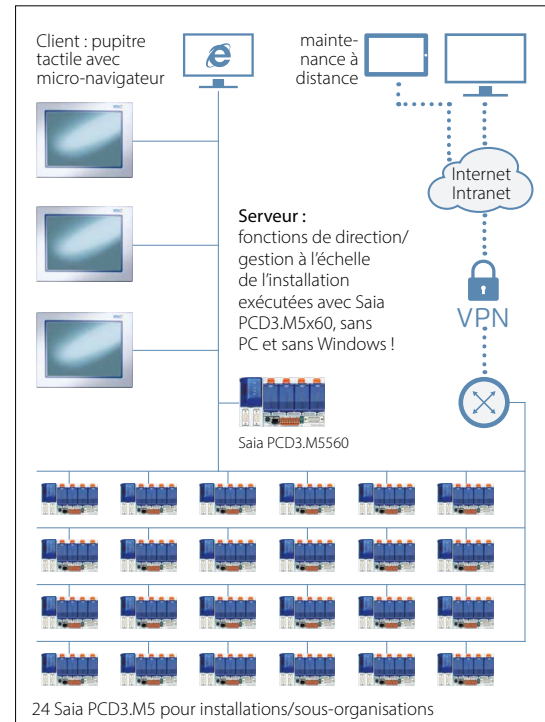 Client : pupitre
tactile avec
micro-navigateur
mainte-
nance à
distance
Internet
Intranet
Serveur :
fonctions de direction/
gestion à l'échelle
de l'installation
exécutées avec Saia
PCD3.M5x60, sans
PC et sans Windows !
VPN
Saia PCD3.M5560
24 Saia PCD3.M5 pour installations/sous-organisations